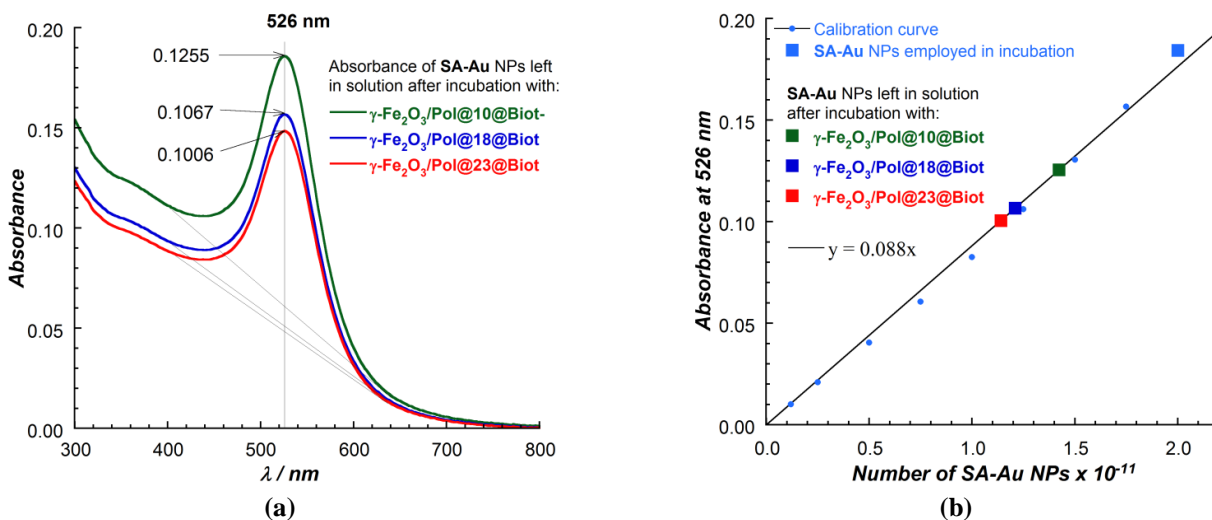 526 nm
0.20
0.15
0.10
0.05
0.00
Absorbance
0.1255
0.1067
0.1006
Absorbance of SA-Au NPs left
in solution after incubation with:
γ-Fe₂O₃/Pol@10@Biot-
γ-Fe₂O₃/Pol@18@Biot
γ-Fe₂O₃/Pol@23@Biot
300 400 500 600 700 800
λ / nm
(a)
0.20
0.15
0.10
0.05
0.00
Absorbance at 526 nm
Calibration curve
SA-Au NPs employed in incubation
SA-Au NPs left in solution
after incubation with:
γ-Fe₂O₃/Pol@10@Biot
γ-Fe₂O₃/Pol@18@Biot
γ-Fe₂O₃/Pol@23@Biot
y = 0.088x
0.0 0.5 1.0 1.5 2.0
Number of SA-Au NPs x 10⁻¹¹
(b)